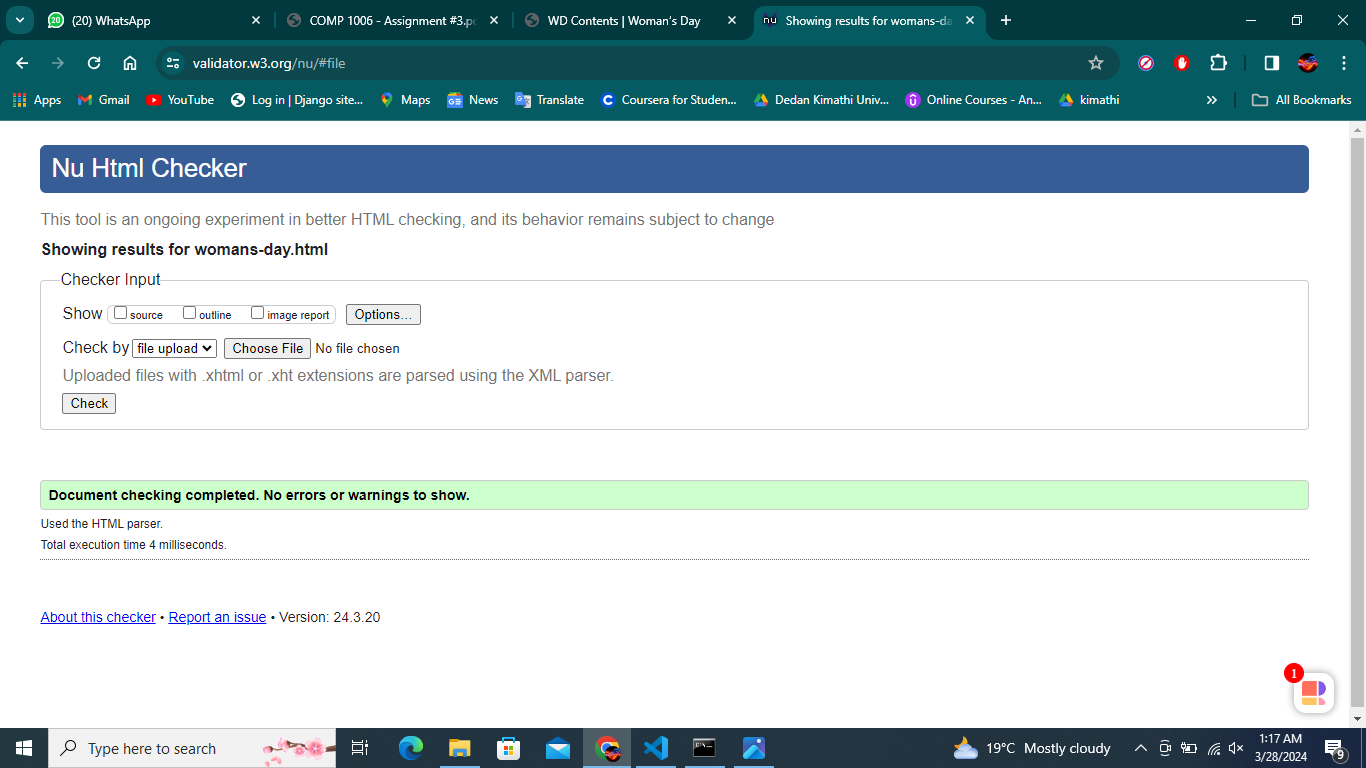 20 (20) WhatsApp COMP 1006 - Assignment #3.pd WD Contents | Woman's Day nu Showing results for womans-da
validator.w3.org/nu/#file
Apps Gmail YouTube Log in | Django site... Maps News Translate Coursera for Studen... Dedan Kimathi Univ... Online Courses - An... kimathi » All Bookmarks
Nu Html Checker
This tool is an ongoing experiment in better HTML checking, and its behavior remains subject to change
Showing results for womans-day.html
Checker Input
Show source outline image report Options...
Check by file upload Choose File No file chosen
Uploaded files with .xhtml or .xht extensions are parsed using the XML parser.
Check
Document checking completed. No errors or warnings to show.
Used the HTML parser.
Total execution time 4 milliseconds.
About this checker • Report an issue • Version: 24.3.20
1
Type here to search 19°C Mostly cloudy 1:17 AM
3/28/2024 9